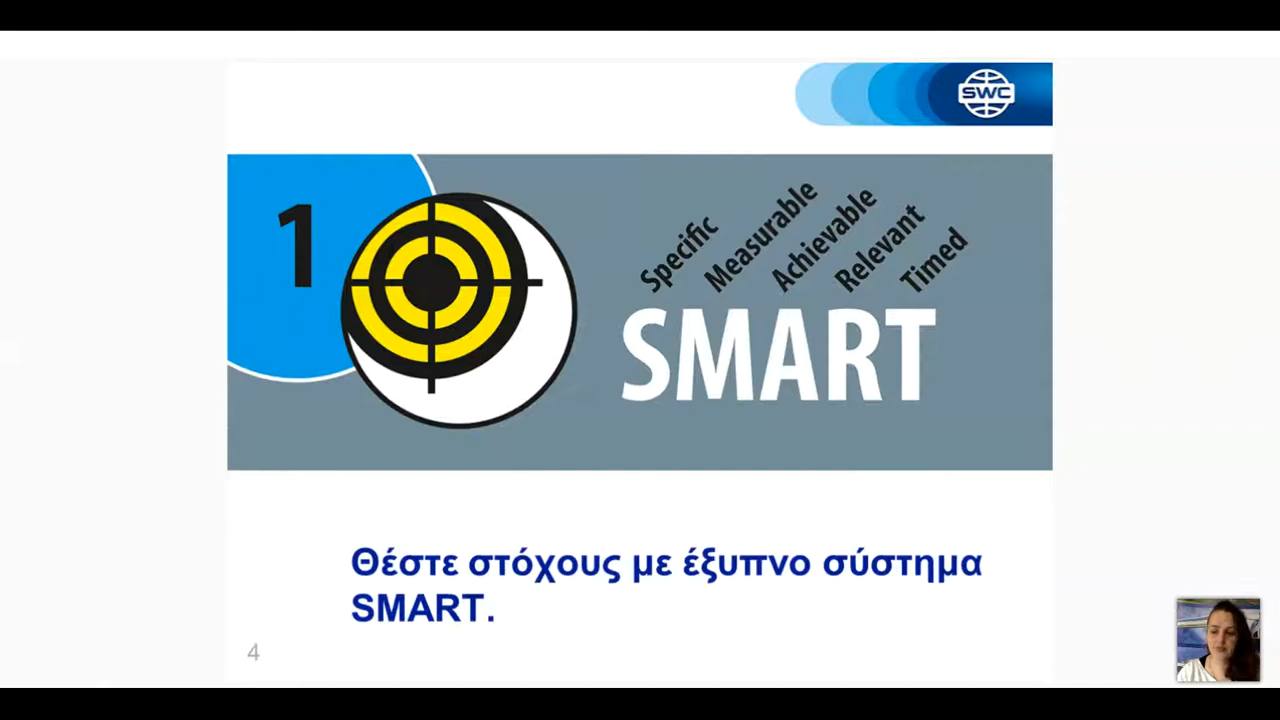 SWC
1
Specific
Measurable
Achievable
Relevant
Timed
SMART
Θέστε στόχους με έξυπνο σύστημα
SMART.
4